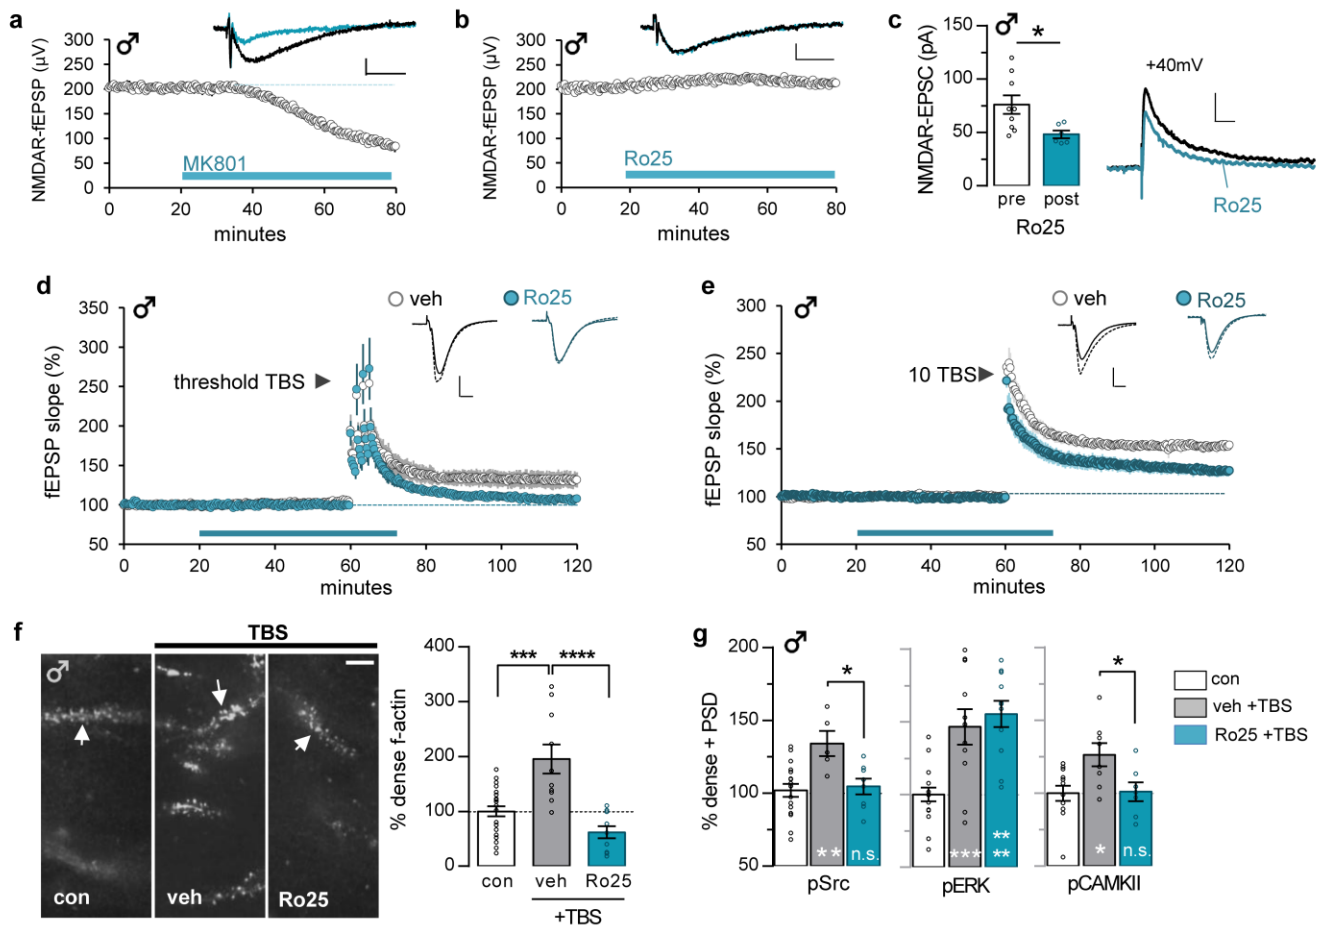 a
♂
NMDAR-fEPSP (µV)
300
250
200
150
100
50
0
MK801
0 20 40 60 80
minutes
b
♂
NMDAR-fEPSP (µV)
300
250
200
150
100
50
0
Ro25
0 20 40 60 80
minutes
c
♂
NMDAR-EPSC (pA)
150
100
50
0
*
pre post
Ro25
+40mV
Ro25
d
♂
veh Ro25
fEPSP slope (%)
350
300
250
200
150
100
50
threshold TBS
0 20 40 60 80 100 120
minutes
e
♂
veh Ro25
fEPSP slope (%)
300
250
200
150
100
50
10 TBS
0 20 40 60 80 100 120
minutes
f
TBS
♂
con veh Ro25
% dense f-actin
400
300
200
100
0
*** ****
con veh Ro25
+TBS
g
♂
% dense + PSD
200
150
100
50
*
** n.s.
pSrc
*** **
**
pERK
*
* n.s.
pCAMKII
con
veh +TBS
Ro25 +TBS